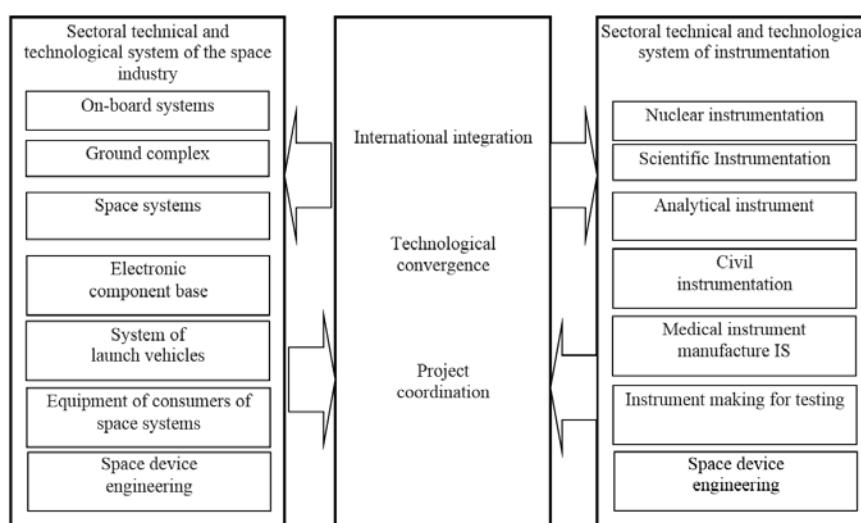 Sectoral technical and
technological system of the space
industry
On-board systems
Ground complex
Space systems
Electronic
component base
System of
launch vehicles
Equipment of consumers of
space systems
Space device
engineering
International integration
Technological
convergence
Project
coordination
Sectoral technical and technological
system of instrumentation
Nuclear instrumentation
Scientific Instrumentation
Analytical instrument
Civil
instrumentation
Medical instrument
manufacture IS
Instrument making for testing
Space device
engineering